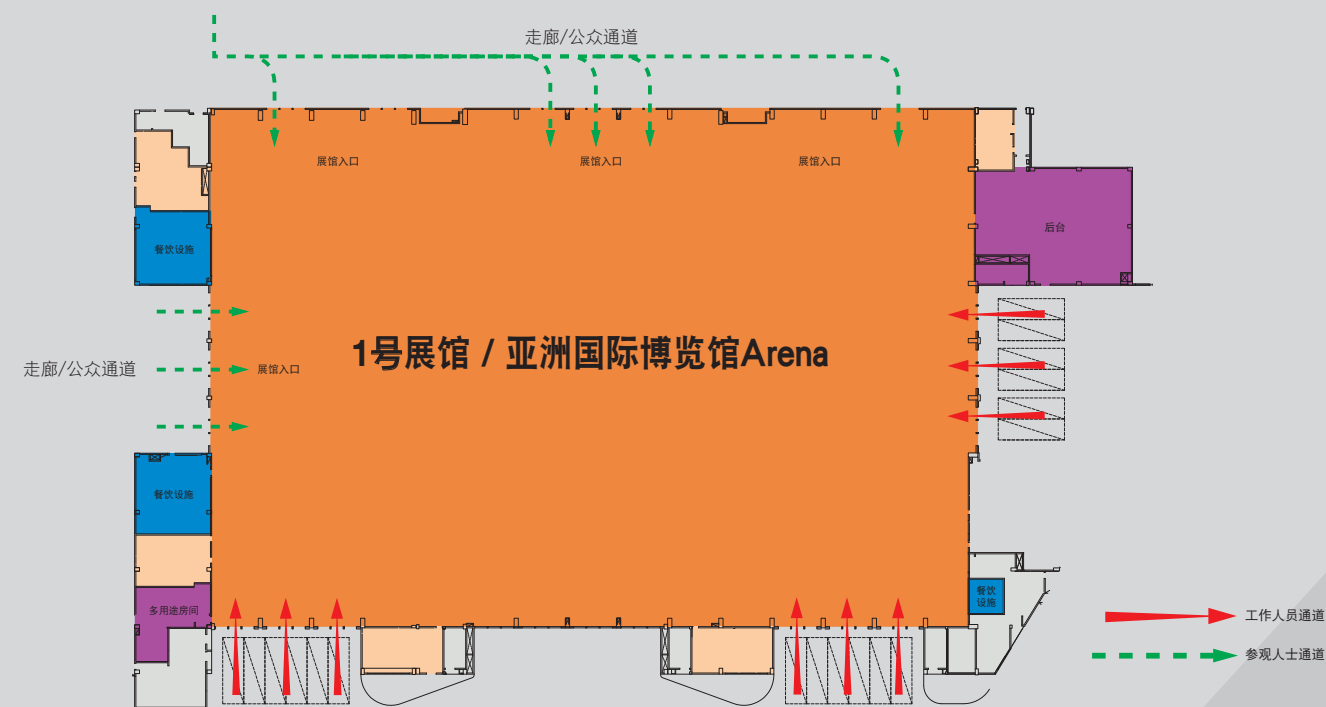 走廊/公众通道
展馆入口
展馆入口
展馆入口
餐饮设施
后台
1号展馆 / 亚洲国际博览馆Arena
走廊/公众通道
展馆入口
餐饮设施
多用途房间
餐饮
设施
工作人员通道
参观人士通道